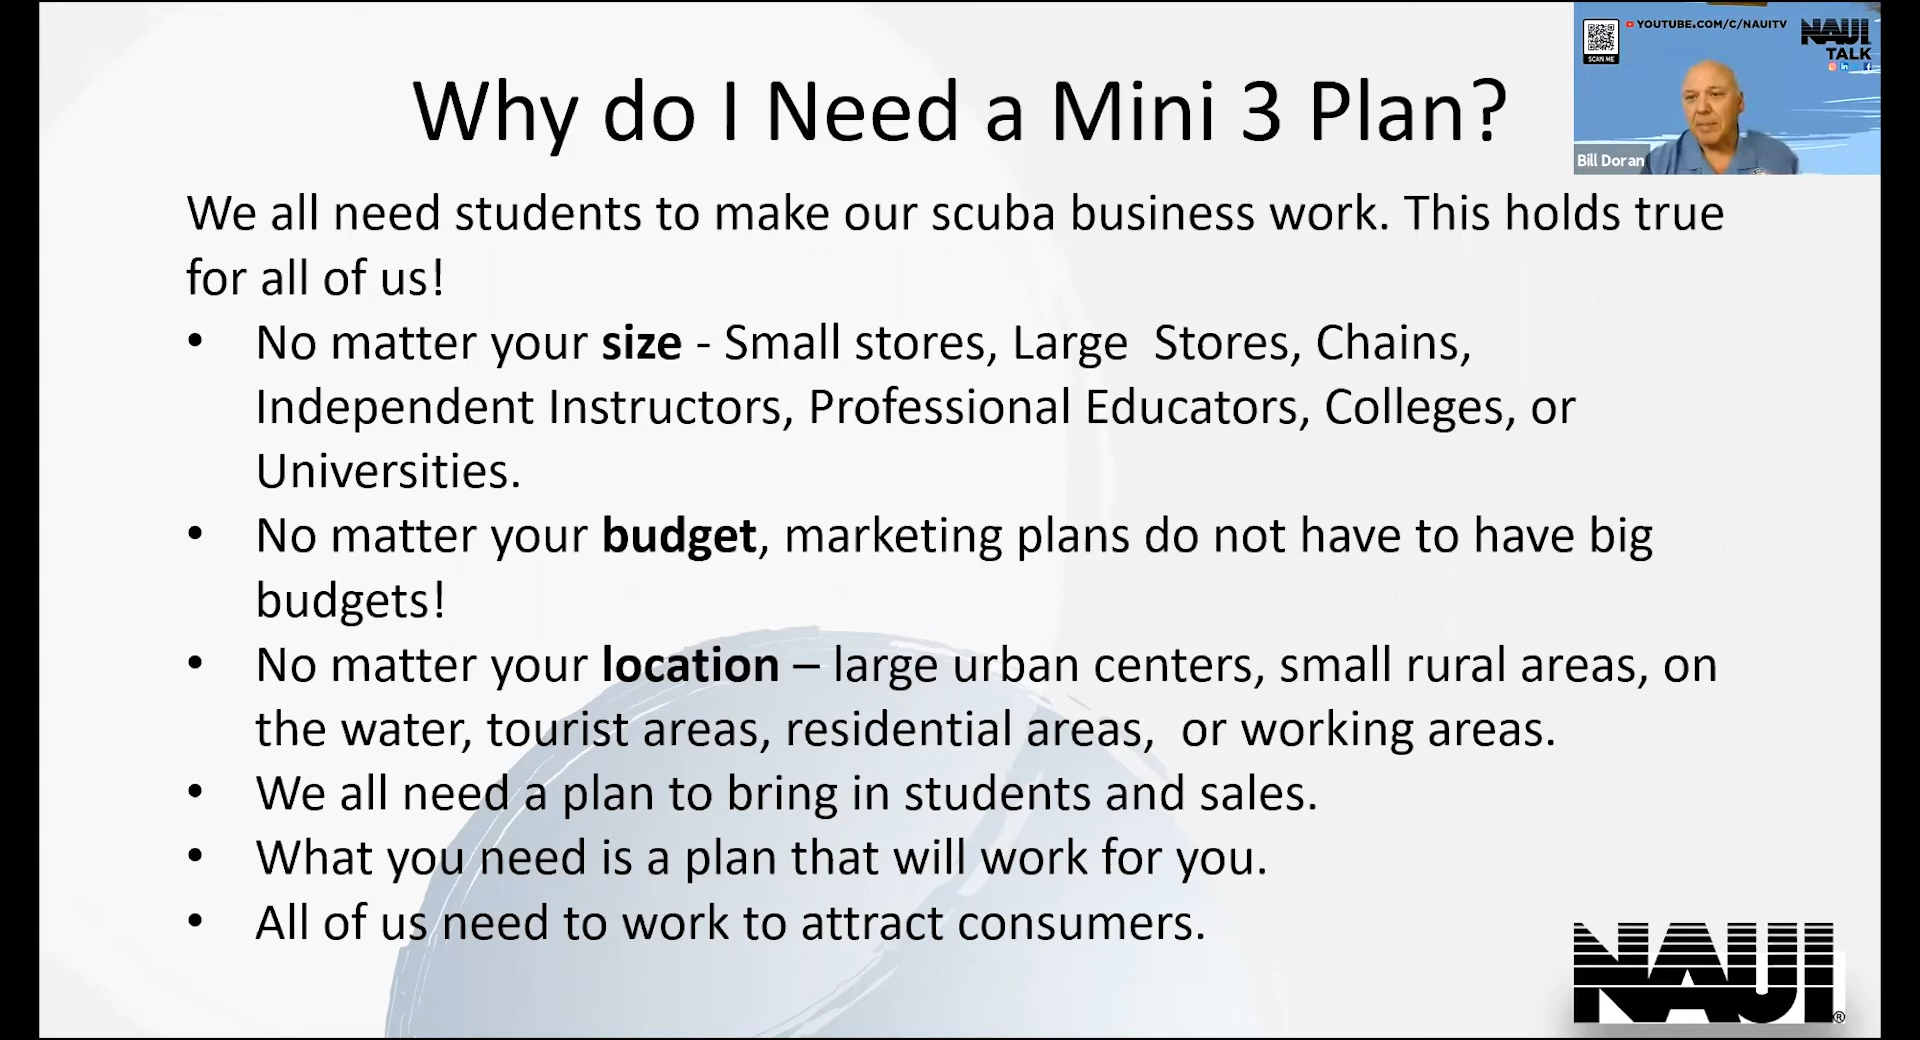 YOUTUBE.COM/C/NAUITV
NAUI
TALK
SCAN ME
Bill Doran
Why do I Need a Mini 3 Plan?
We all need students to make our scuba business work. This holds true
for all of us!
• No matter your size - Small stores, Large  Stores, Chains,
Independent Instructors, Professional Educators, Colleges, or
Universities.
• No matter your budget, marketing plans do not have to have big
budgets!
• No matter your location – large urban centers, small rural areas, on
the water, tourist areas, residential areas,  or working areas.
• We all need a plan to bring in students and sales.
• What you need is a plan that will work for you.
• All of us need to work to attract consumers.
NAUI®